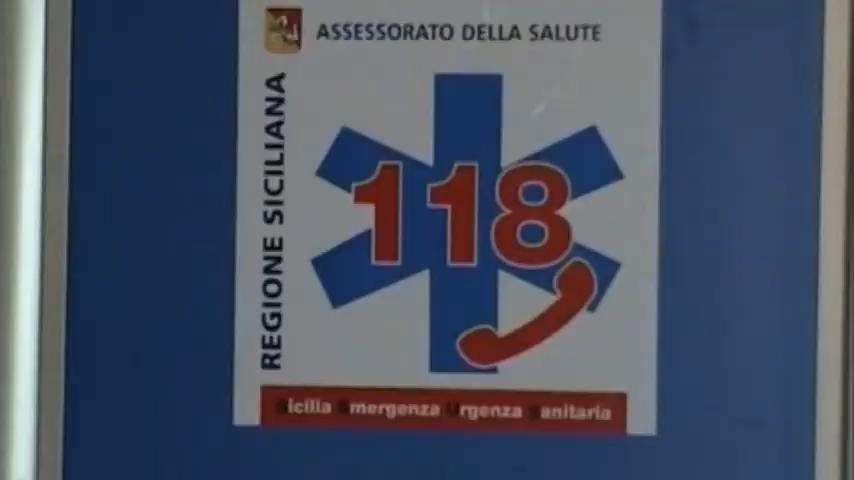 ASSESSORATO DELLA SALUTE
REGIONE SICILIANA
118
Sicilia Emergenza Urgenza Sanitaria